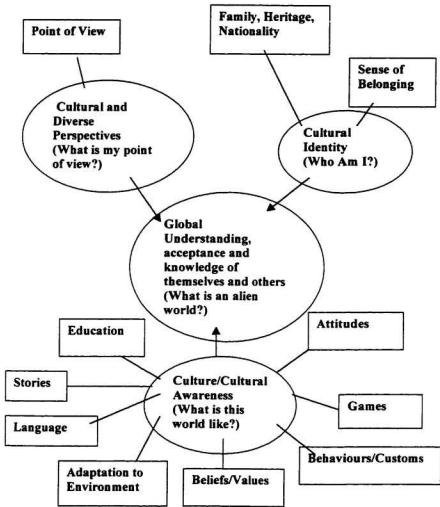 Point of View
Family, Heritage,
Nationality
Sense of
Belonging
Cultural and
Diverse
Perspectives
(What is my point
of view?)
Cultural
Identity
(Who Am I?)
Global
Understanding,
acceptance and
knowledge of
themselves and others
(What is an alien
world?)
Education
Attitudes
Stories
Culture/Cultural
Awareness
(What is this
world like?)
Games
Language
Adaptation to
Environment
Beliefs/Values
Behaviours/Customs